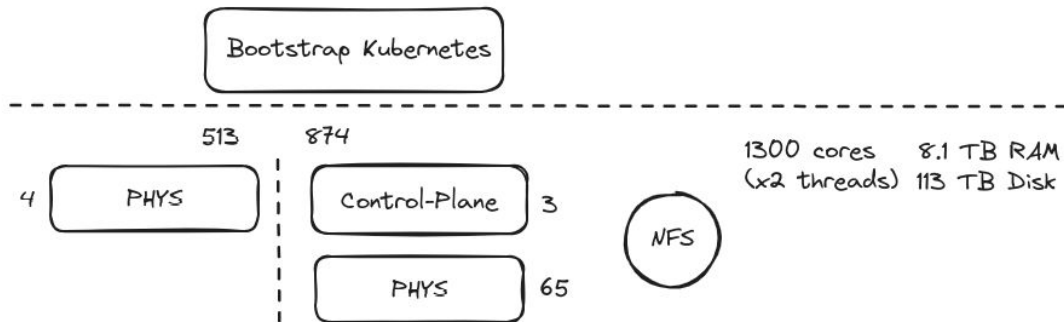 Bootstrap Kubernetes
513 874
1300 cores 8.1 TB RAM
(x2 threads) 113 TB Disk
4 PHYS Control-Plane 3
NFS
PHYS 65